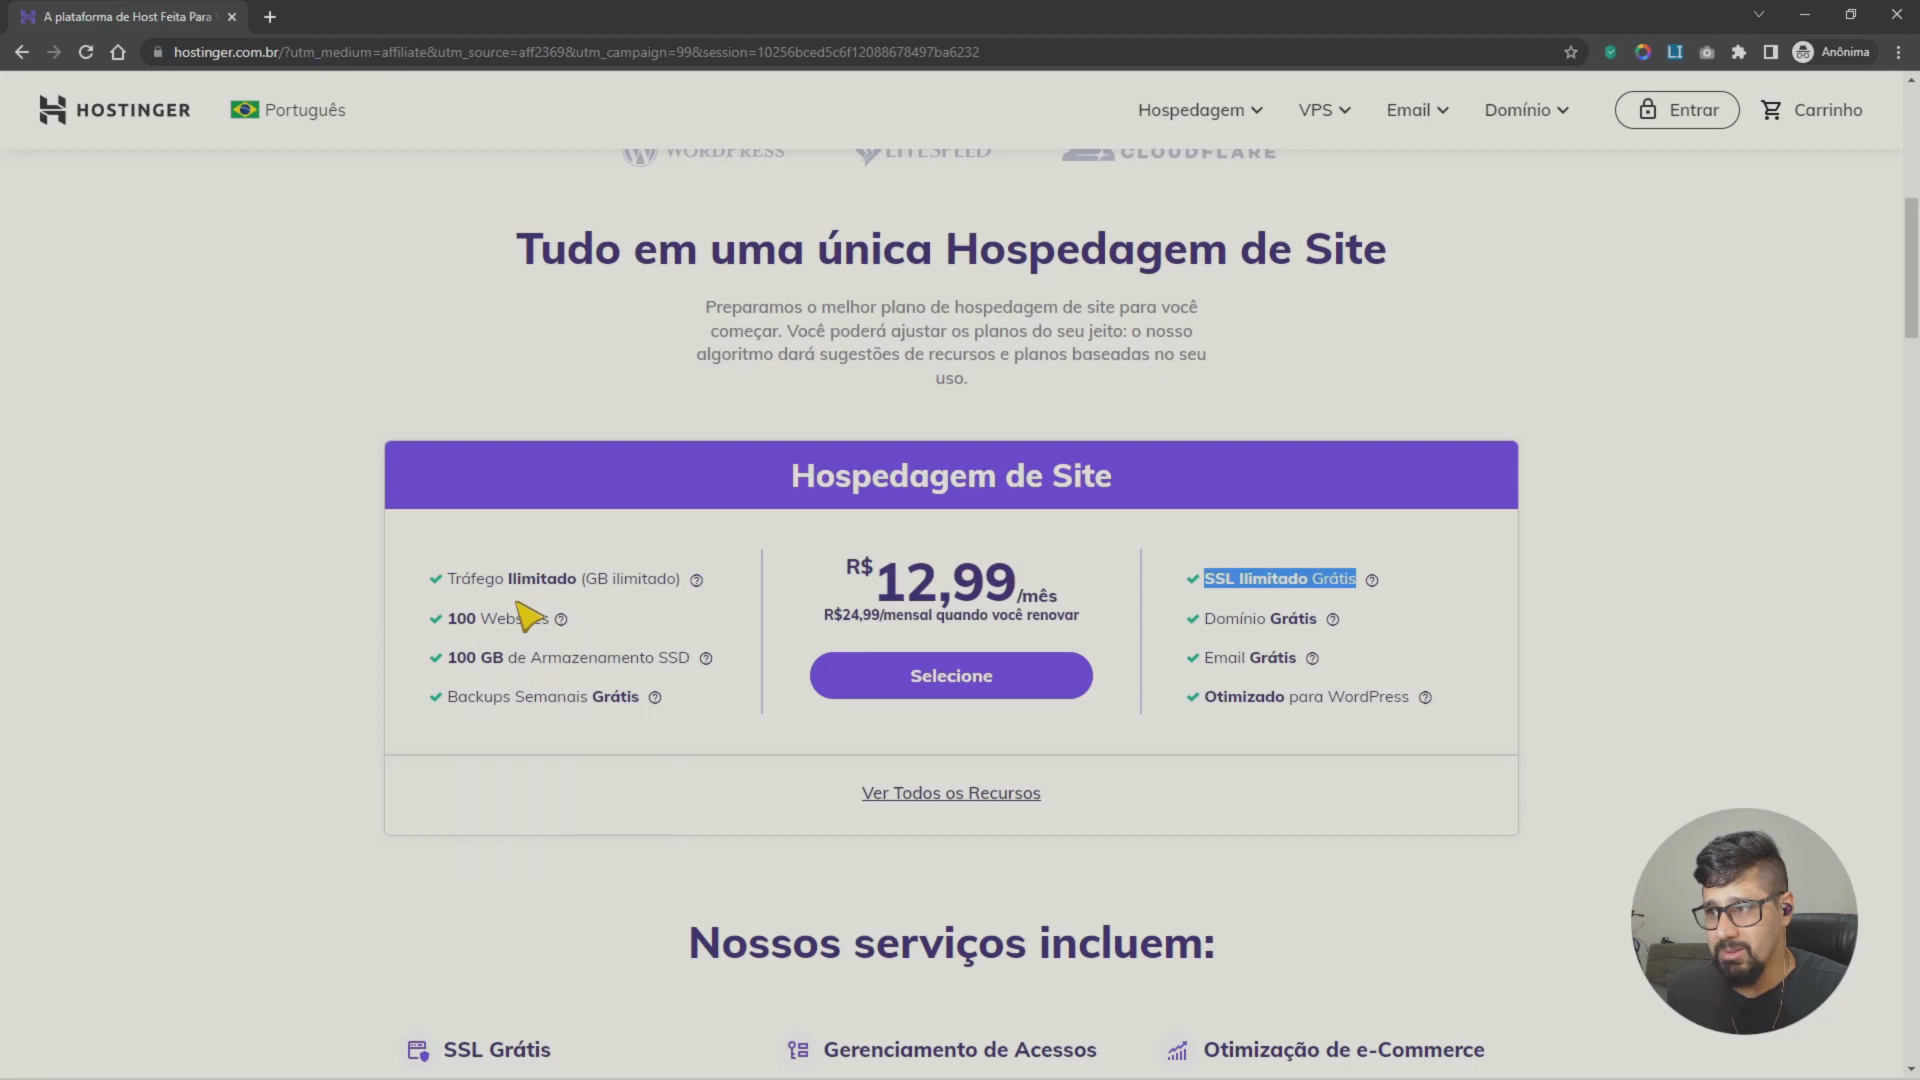 A plataforma de Host Feita Para
hostinger.com.br/?utm_medium=affiliate&utm_source=aff2369&utm_campaign=99&session=10256bced5c6f12088678497ba6232
LI
Anônima
HOSTINGER
Português
Hospedagem
VPS
Email
Domínio
Entrar
Carrinho
WORDPRESS
LITESPEED
CLOUDFLARE
Tudo em uma única Hospedagem de Site
Preparamos o melhor plano de hospedagem de site para você
começar. Você poderá ajustar os planos do seu jeito: o nosso
algoritmo dará sugestões de recursos e planos baseadas no seu
uso.
Hospedagem de Site
Tráfego Ilimitado (GB ilimitado)
100 Websites
100 GB de Armazenamento SSD
Backups Semanais Grátis
R$ 12,99/mês
R$24,99/mensal quando você renovar
Selecione
SSL Ilimitado Grátis
Domínio Grátis
Email Grátis
Otimizado para WordPress
Ver Todos os Recursos
Nossos serviços incluem:
SSL Grátis
Gerenciamento de Acessos
Otimização de e-Commerce